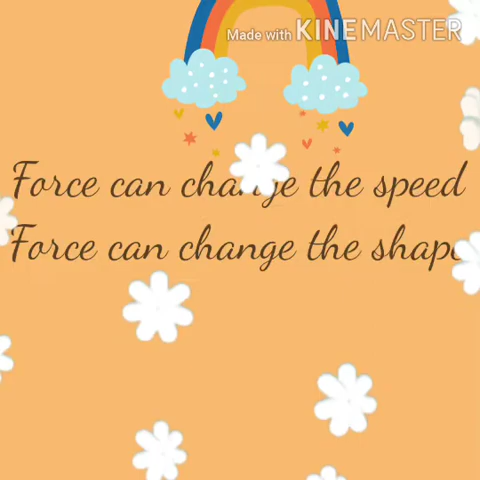 Made with KINEMASTER
Force can change the speed
Force can change the shape